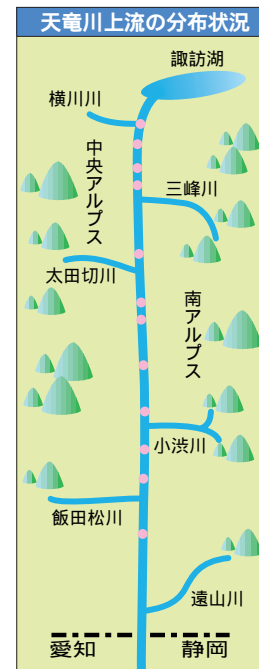 天竜川上流の分布状況
諏訪湖
横川川
中央アルプス
三峰川
太田切川
南アルプス
小渋川
飯田松川
遠山川
愛知
静岡